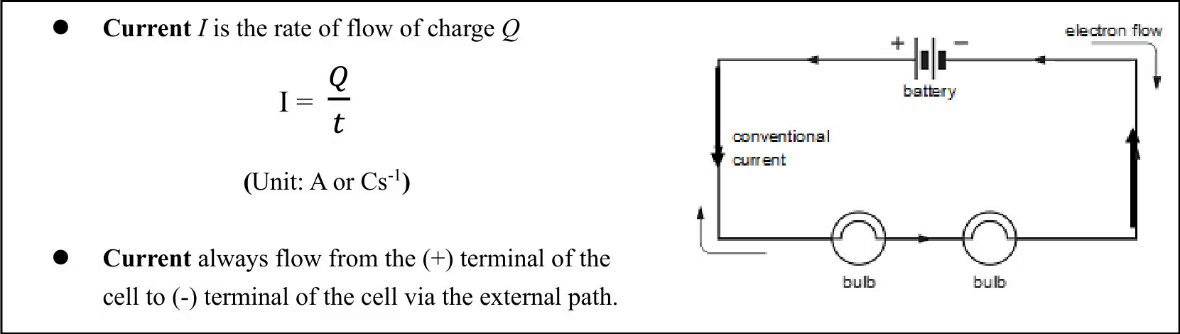 ● Current I is the rate of flow of charge Q
I = Q/t
(Unit: A or Cs⁻¹)
● Current always flow from the (+) terminal of the
cell to (-) terminal of the cell via the external path.
electron flow
+ −
battery
conventional
current
bulb bulb